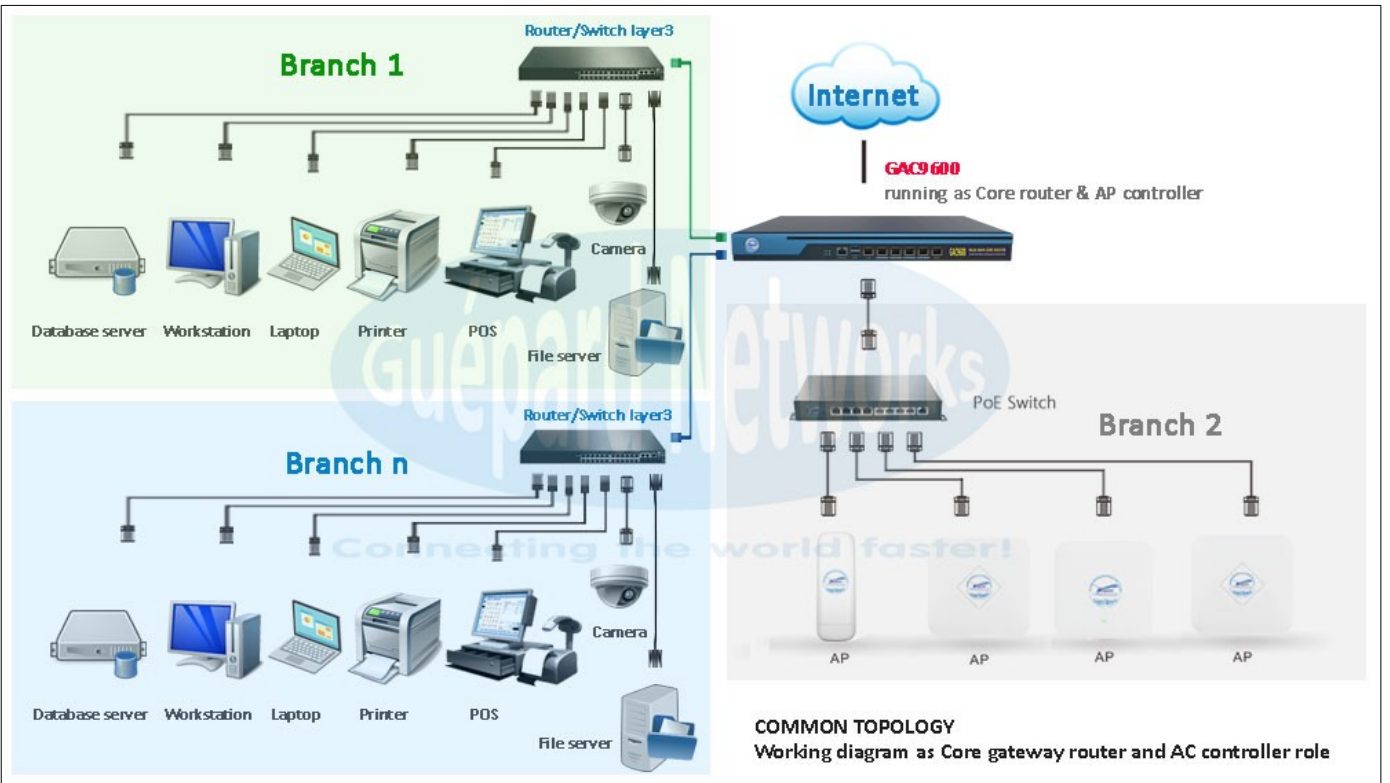 Router/Switch layer3
Branch 1
Internet
GAC9600
running as Core router & AP controller
GAC9600
Camera
Database server
Workstation
Laptop
Printer
POS
File server
Guépard Networks
Connecting the world faster!
PoE Switch
Branch 2
AP
AP
AP
AP
Router/Switch layer3
Branch n
Camera
Database server
Workstation
Laptop
Printer
POS
File server
COMMON TOPOLOGY
Working diagram as Core gateway router and AC controller role